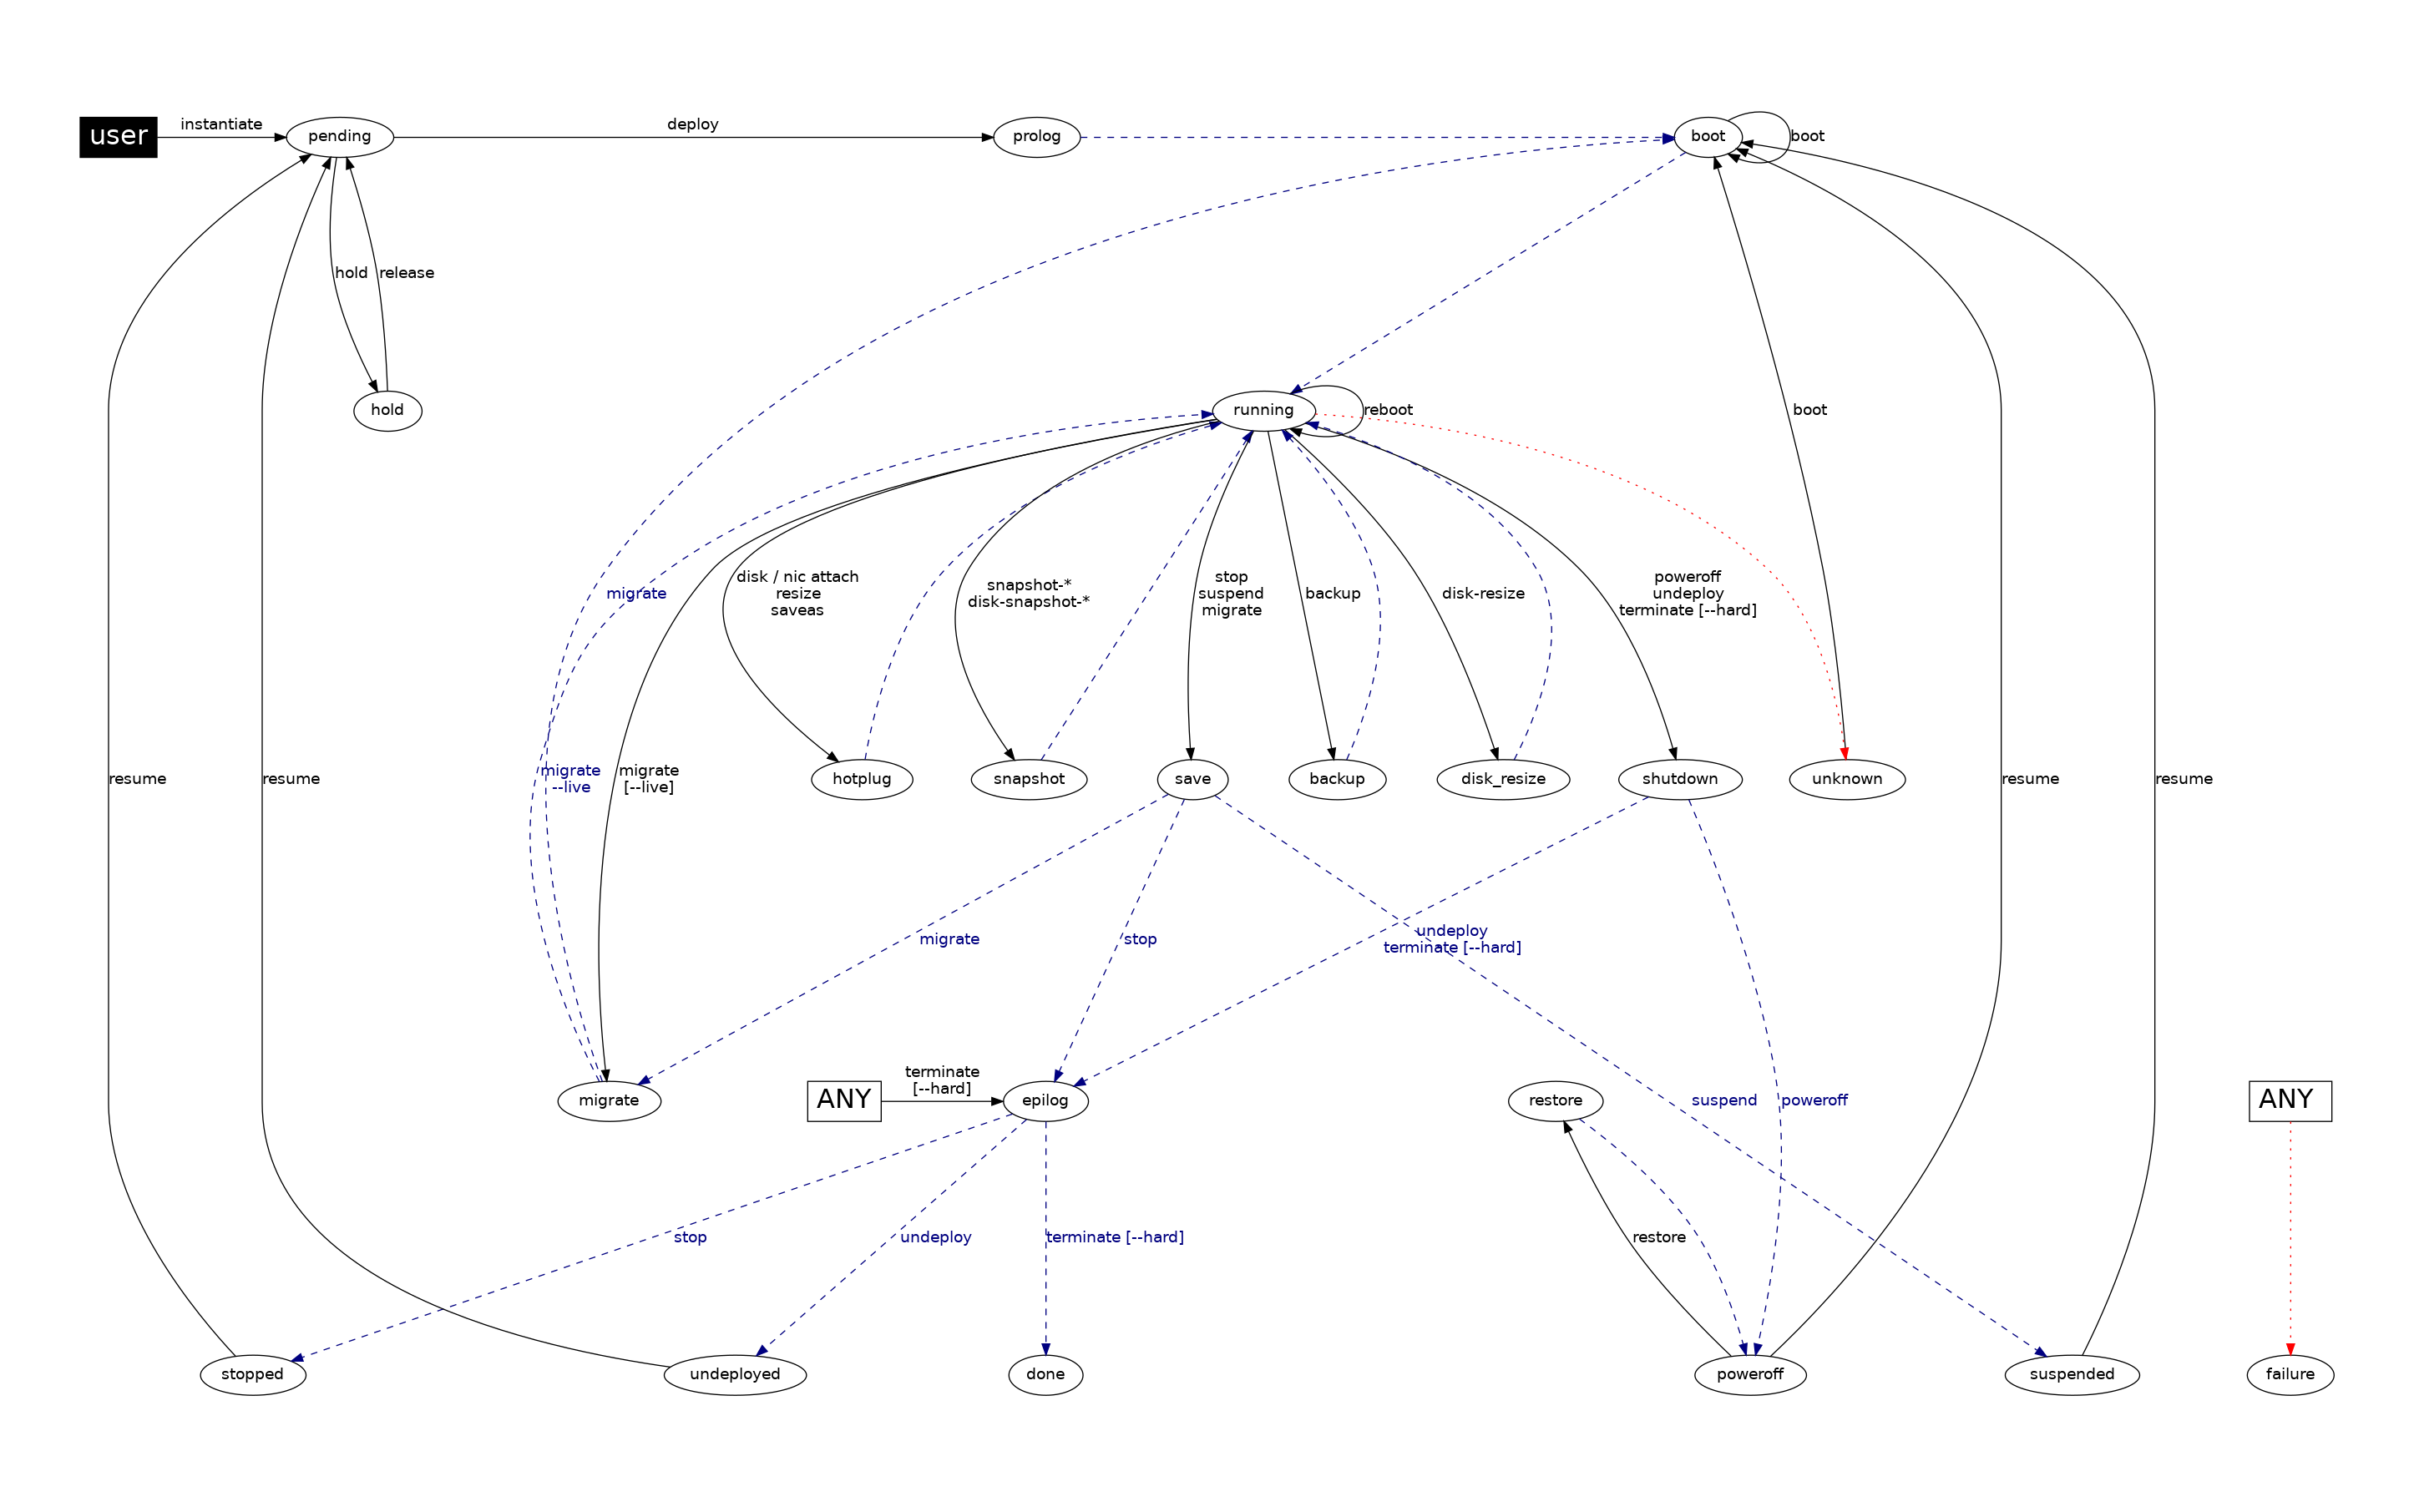 user
instantiate
pending
deploy
prolog
boot
boot
hold
release
hold
running
reboot
boot
migrate
disk / nic attach
resize
saveas
snapshot-*
disk-snapshot-*
stop
suspend
migrate
backup
disk-resize
poweroff
undeploy
terminate [--hard]
resume
resume
migrate
--live
migrate
[--live]
hotplug
snapshot
save
backup
disk_resize
shutdown
unknown
resume
resume
migrate
stop
undeploy
terminate [--hard]
migrate
ANY
terminate
[--hard]
epilog
restore
suspend
poweroff
ANY
stop
undeploy
terminate [--hard]
restore
stopped
undeployed
done
poweroff
suspended
failure